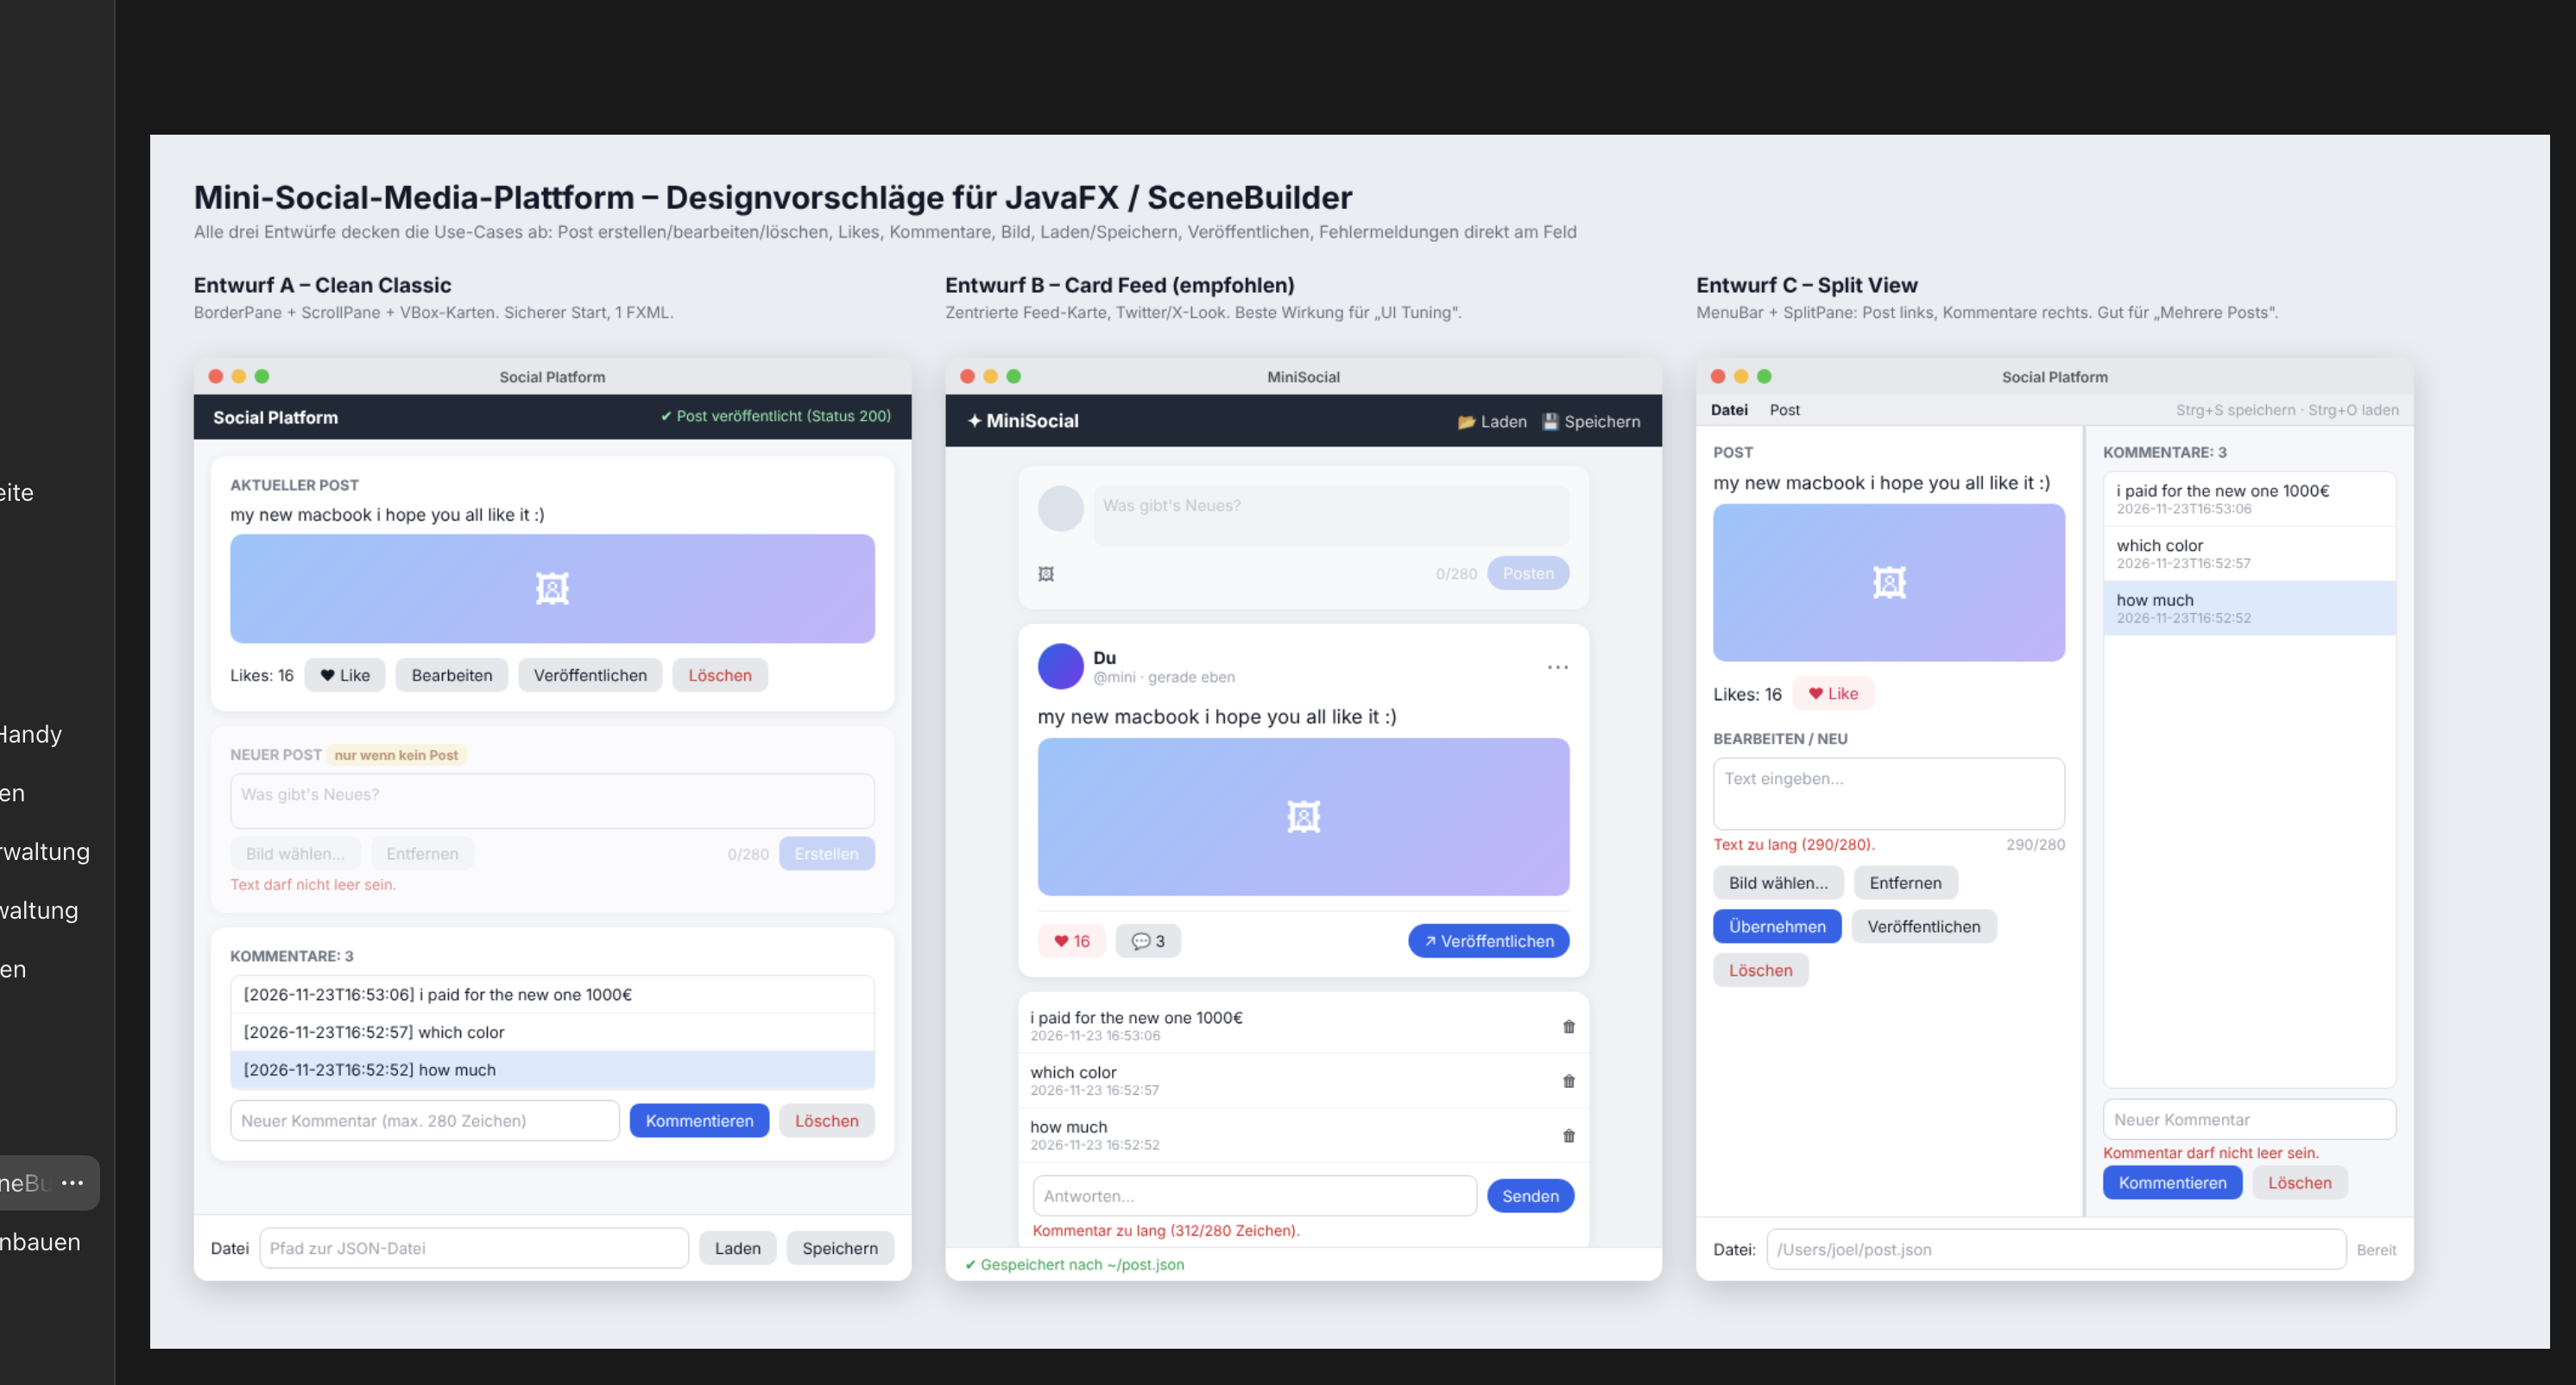 eite
Handy
en
rwaltung
waltung
en
neBu ...
nbauen
Mini-Social-Media-Plattform – Designvorschläge für JavaFX / SceneBuilder
Alle drei Entwürfe decken die Use-Cases ab: Post erstellen/bearbeiten/löschen, Likes, Kommentare, Bild, Laden/Speichern, Veröffentlichen, Fehlermeldungen direkt am Feld
Entwurf A – Clean Classic
BorderPane + ScrollPane + VBox-Karten. Sicherer Start, 1 FXML.
Social Platform
Social Platform ✔ Post veröffentlicht (Status 200)
AKTUELLER POST
my new macbook i hope you all like it :)
Likes: 16 ♥ Like Bearbeiten Veröffentlichen Löschen
NEUER POST nur wenn kein Post
Was gibt's Neues?
Bild wählen... Entfernen 0/280 Erstellen
Text darf nicht leer sein.
KOMMENTARE: 3
[2026-11-23T16:53:06] i paid for the new one 1000€
[2026-11-23T16:52:57] which color
[2026-11-23T16:52:52] how much
Neuer Kommentar (max. 280 Zeichen) Kommentieren Löschen
Datei Pfad zur JSON-Datei Laden Speichern
Entwurf B – Card Feed (empfohlen)
Zentrierte Feed-Karte, Twitter/X-Look. Beste Wirkung für „UI Tuning".
MiniSocial
✦ MiniSocial 📂 Laden 💾 Speichern
Was gibt's Neues?
0/280 Posten
Du
@mini · gerade eben
...
my new macbook i hope you all like it :)
♥ 16 💬 3 ↗ Veröffentlichen
i paid for the new one 1000€
2026-11-23 16:53:06
which color
2026-11-23 16:52:57
how much
2026-11-23 16:52:52
Antworten... Senden
Kommentar zu lang (312/280 Zeichen).
✔ Gespeichert nach ~/post.json
Entwurf C – Split View
MenuBar + SplitPane: Post links, Kommentare rechts. Gut für „Mehrere Posts".
Social Platform
Datei Post Strg+S speichern · Strg+O laden
POST
my new macbook i hope you all like it :)
Likes: 16 ♥ Like
BEARBEITEN / NEU
Text eingeben...
Text zu lang (290/280). 290/280
Bild wählen... Entfernen
Übernehmen Veröffentlichen
Löschen
KOMMENTARE: 3
i paid for the new one 1000€
2026-11-23T16:53:06
which color
2026-11-23T16:52:57
how much
2026-11-23T16:52:52
Neuer Kommentar
Kommentar darf nicht leer sein.
Kommentieren Löschen
Datei: /Users/joel/post.json Bereit